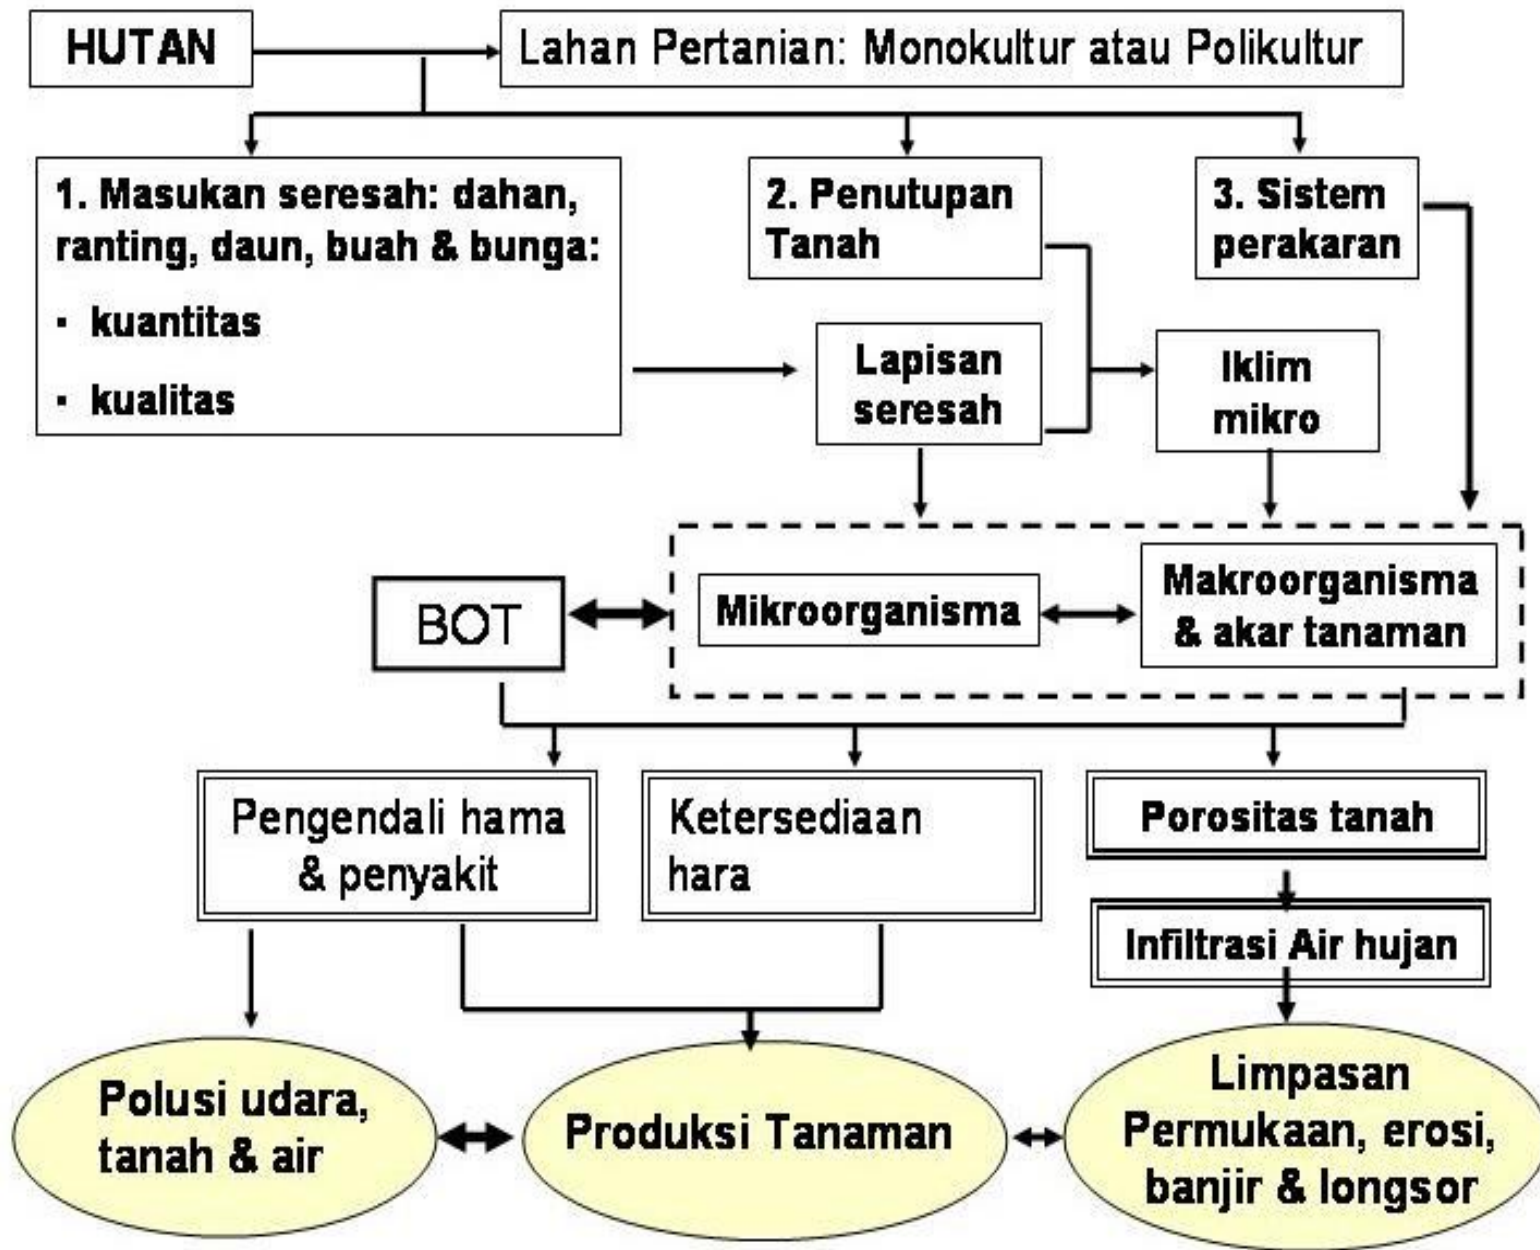 HUTAN
Lahan Pertanian: Monokultur atau Polikultur
1. Masukan seresah: dahan,
ranting, daun, buah & bunga:
▪ kuantitas
▪ kualitas
2. Penutupan
Tanah
3. Sistem
perakaran
Lapisan
seresah
Iklim
mikro
BOT
Mikroorganisma
Makroorganisma
& akar tanaman
Pengendali hama
& penyakit
Ketersediaan
hara
Porositas tanah
Infiltrasi Air hujan
Polusi udara,
tanah & air
Produksi Tanaman
Limpasan
Permukaan, erosi,
banjir & longsor